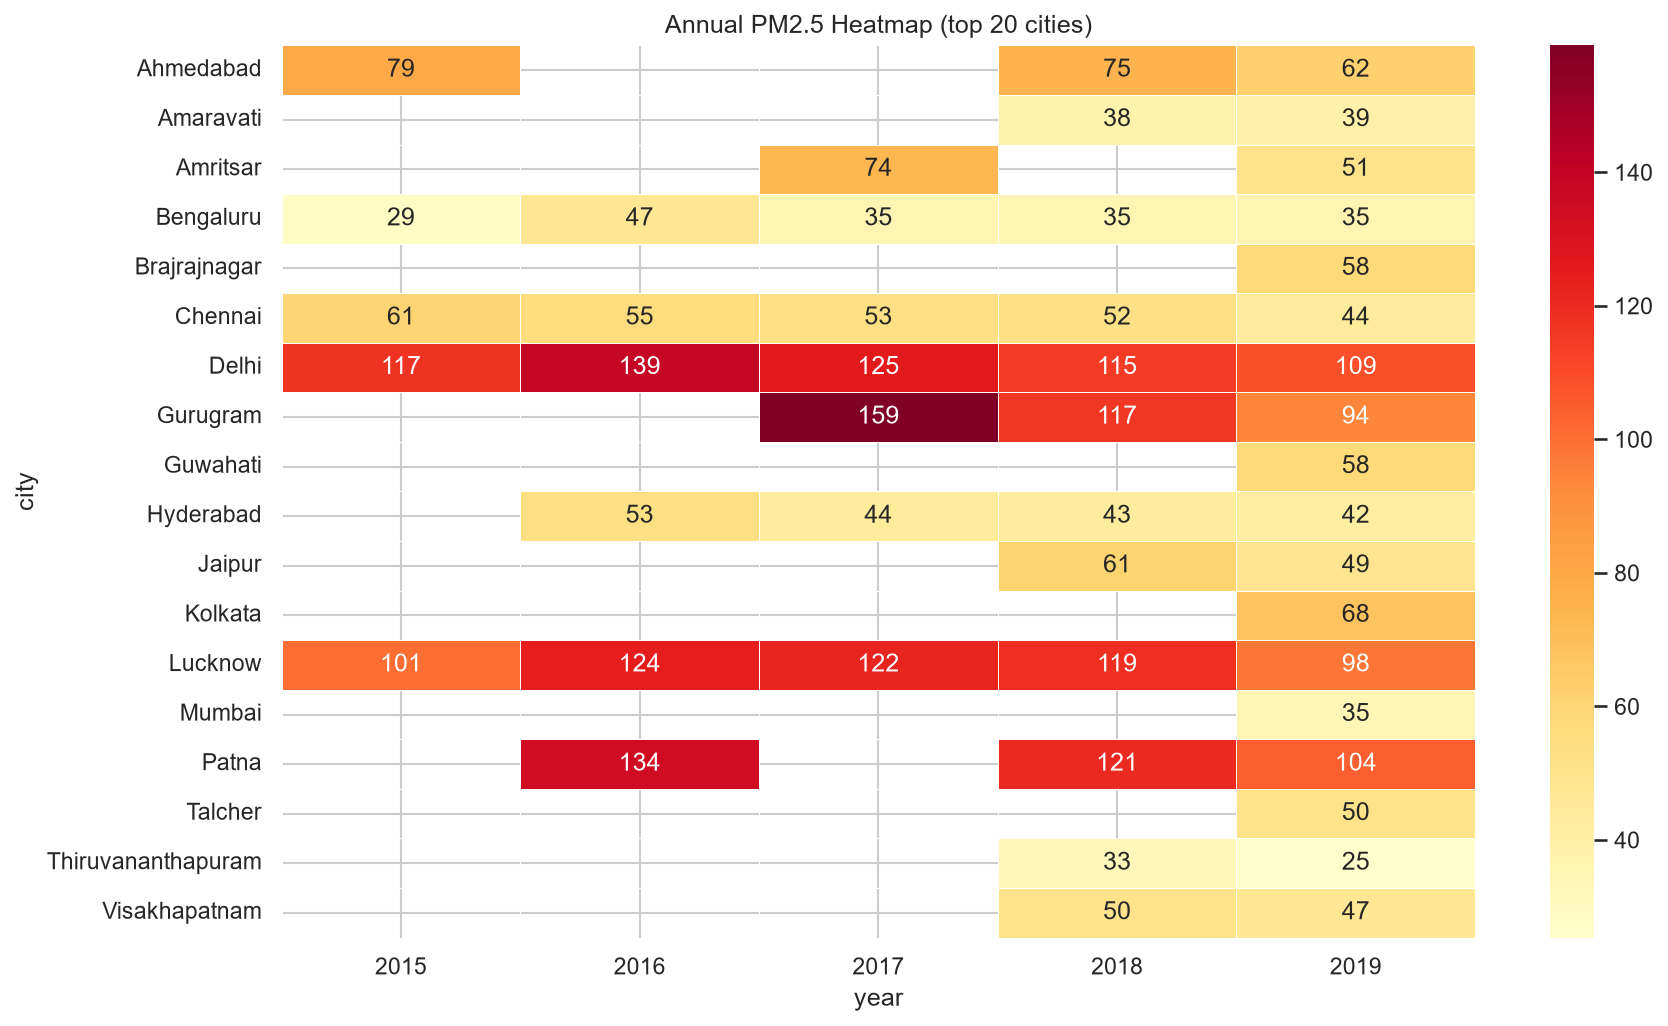 Annual PM2.5 Heatmap (top 20 cities)
Ahmedabad 79 75 62
Amaravati 38 39
Amritsar 74 51
Bengaluru 29 47 35 35 35
Brajrajnagar 58
Chennai 61 55 53 52 44
Delhi 117 139 125 115 109
Gurugram 159 117 94
Guwahati 58
Hyderabad 53 44 43 42
Jaipur 61 49
Kolkata 68
Lucknow 101 124 122 119 98
Mumbai 35
Patna 134 121 104
Talcher 50
Thiruvananthapuram 33 25
Visakhapatnam 50 47
2015 2016 2017 2018 2019
year
city
140
120
100
80
60
40